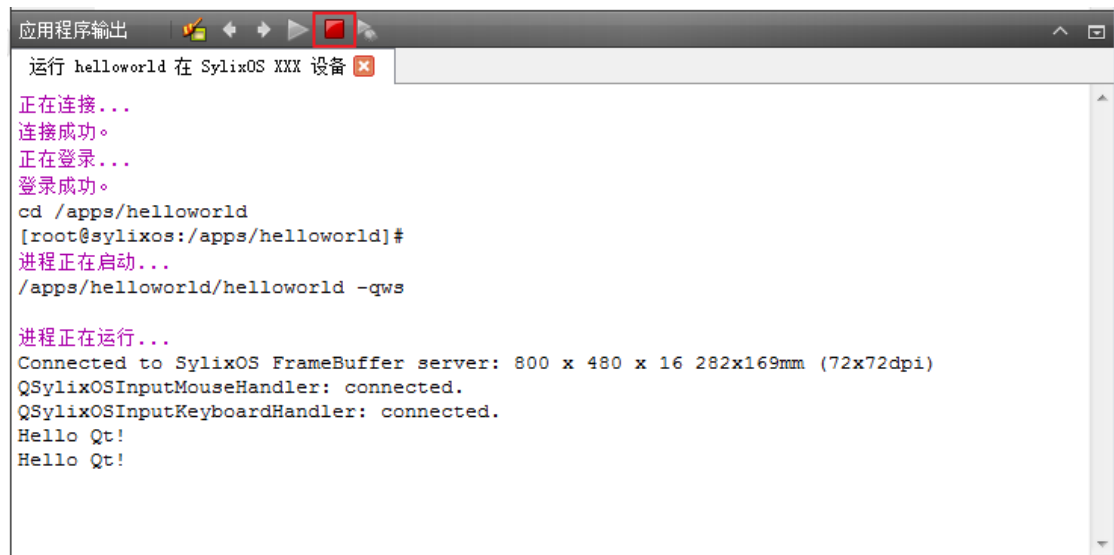 应用程序输出
运行 helloworld 在 SylixOS XXX 设备
正在连接...
连接成功。
正在登录...
登录成功。
cd /apps/helloworld
[root@sylixos:/apps/helloworld]#
进程正在启动...
/apps/helloworld/helloworld -qws
进程正在运行...
Connected to SylixOS FrameBuffer server: 800 x 480 x 16 282x169mm (72x72dpi)
QSylixOSInputMouseHandler: connected.
QSylixOSInputKeyboardHandler: connected.
Hello Qt!
Hello Qt!